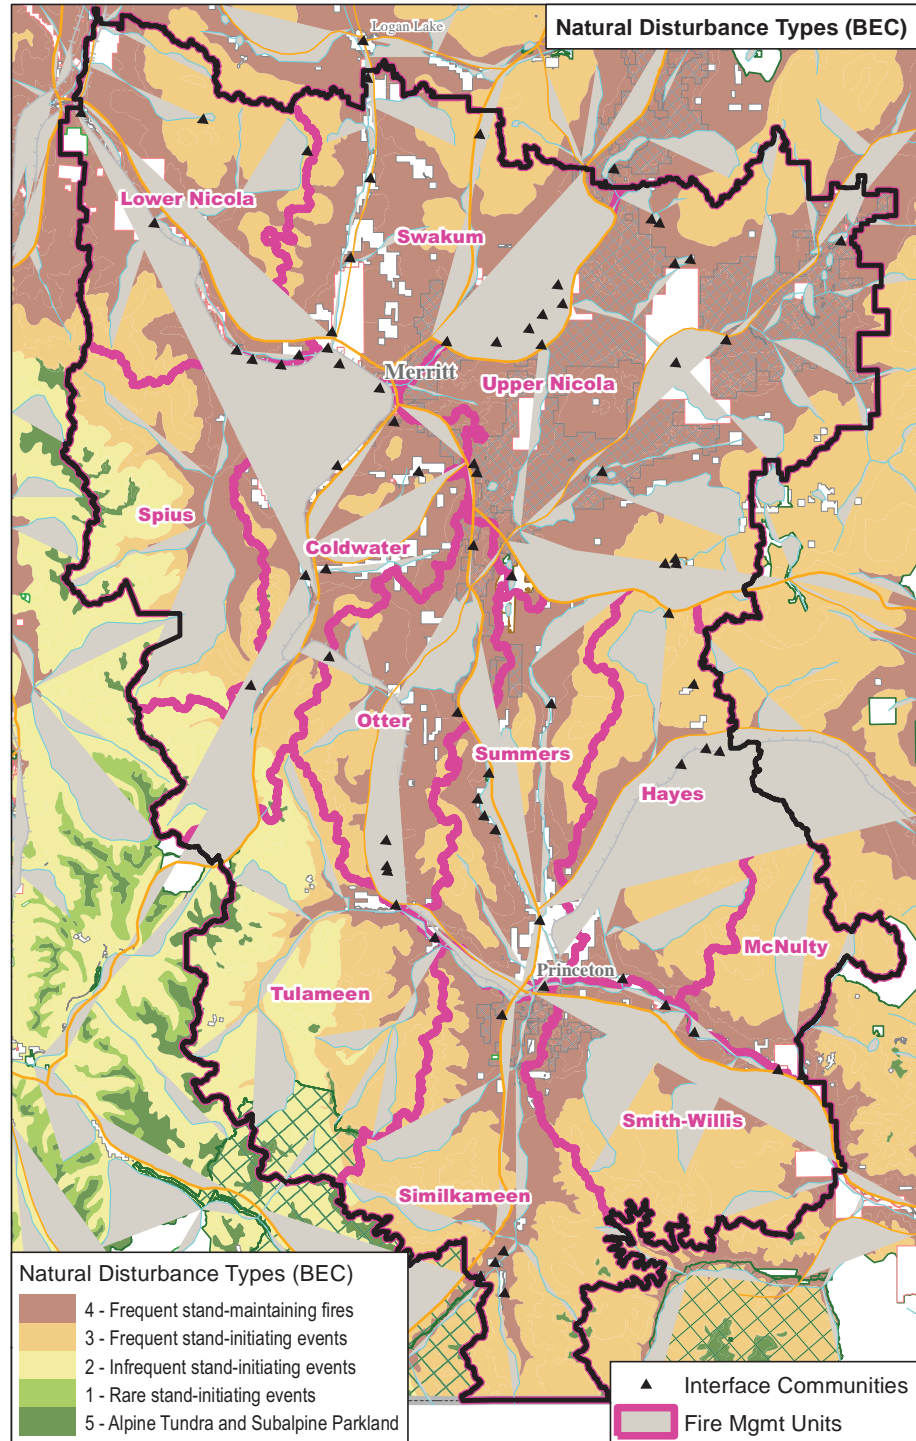 Logan Lake
Natural Disturbance Types (BEC)
Lower Nicola
Swakum
Merritt
Upper Nicola
Spius
Coldwater
Otter
Summers
Hayes
McNulty
Princeton
Tulameen
Smith-Willis
Similkameen
Natural Disturbance Types (BEC)
4 - Frequent stand-maintaining fires
3 - Frequent stand-initiating events
2 - Infrequent stand-initiating events
1 - Rare stand-initiating events
5 - Alpine Tundra and Subalpine Parkland
Interface Communities
Fire Mgmt Units